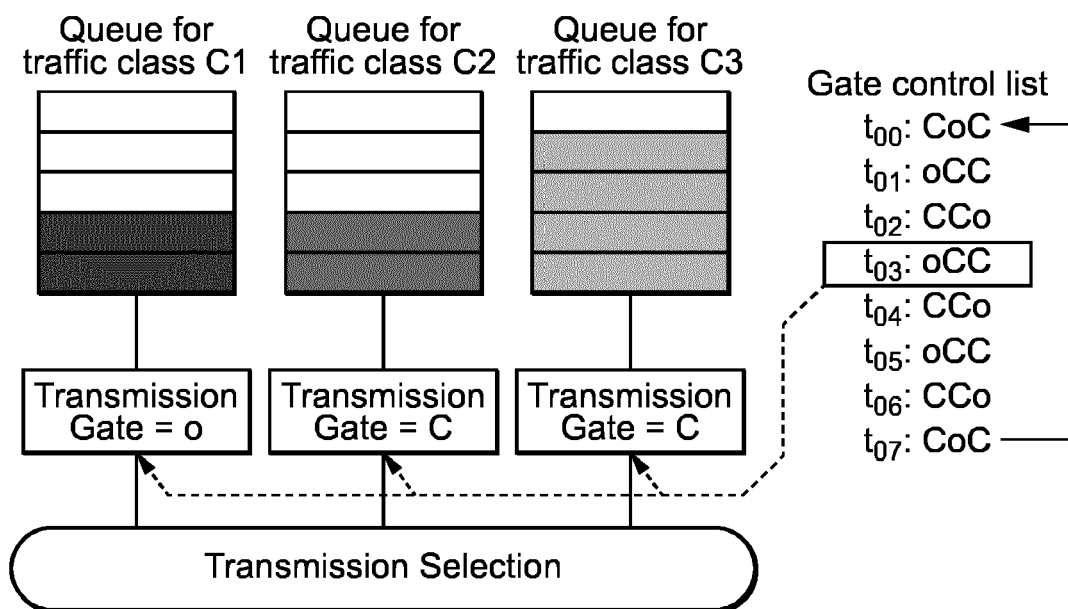 Queue for
traffic class C1
Queue for
traffic class C2
Queue for
traffic class C3
Gate control list
t00: CoC
t01: oCC
t02: CCo
t03: oCC
t04: CCo
t05: oCC
t06: CCo
t07: CoC
Transmission
Gate = o
Transmission
Gate = C
Transmission
Gate = C
Transmission Selection